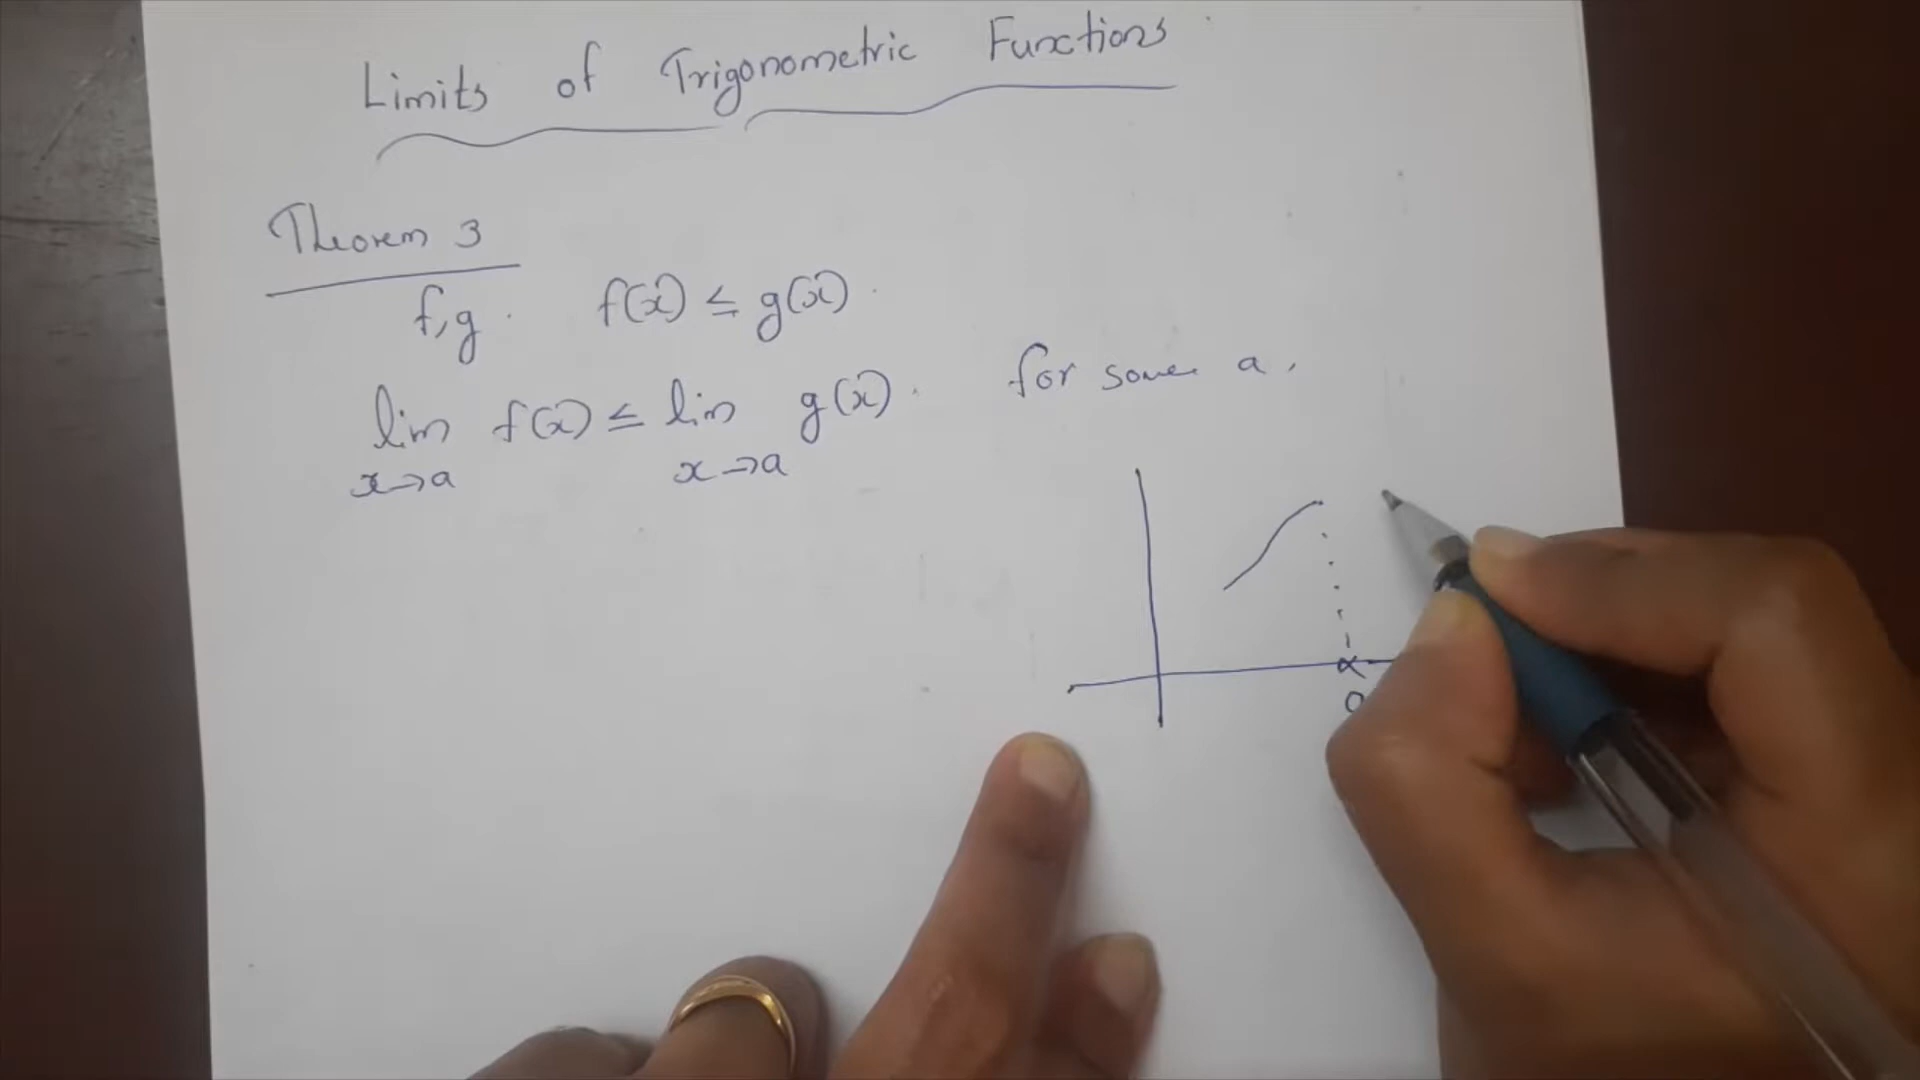 Limits of Trigonometric Functions
Theorem 3
f,g. f(x) ≤ g(x).
lim f(x) ≤ lim g(x). for some a.
x→a x→a
a